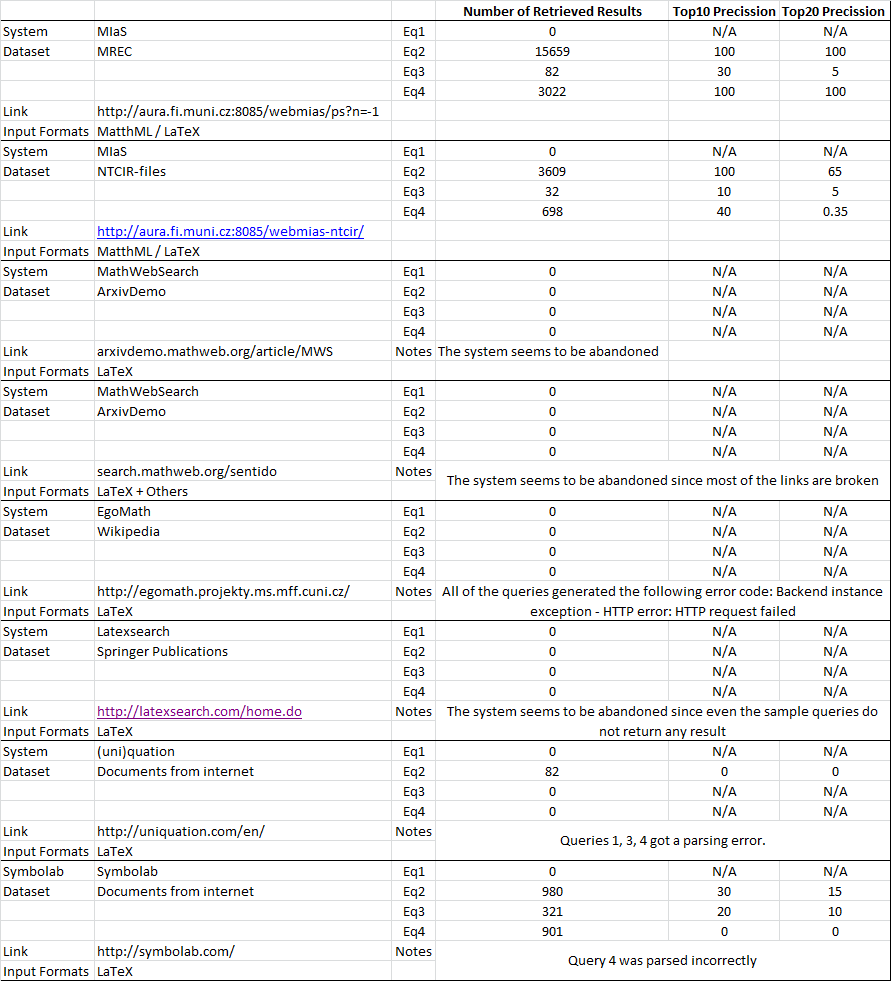 Number of Retrieved Results Top10 Precission Top20 Precission
System MIaS Eq1 0 N/A N/A
Dataset MREC Eq2 15659 100 100
Eq3 82 30 5
Eq4 3022 100 100
Link http://aura.fi.muni.cz:8085/webmias/ps?n=-1
Input Formats MatthML / LaTeX
System MIaS Eq1 0 N/A N/A
Dataset NTCIR-files Eq2 3609 100 65
Eq3 32 10 5
Eq4 698 40 0.35
Link http://aura.fi.muni.cz:8085/webmias-ntcir/
Input Formats MatthML / LaTeX
System MathWebSearch Eq1 0 N/A N/A
Dataset ArxivDemo Eq2 0 N/A N/A
Eq3 0 N/A N/A
Eq4 0 N/A N/A
Link arxivdemo.mathweb.org/article/MWS Notes The system seems to be abandoned
Input Formats LaTeX
System MathWebSearch Eq1 0 N/A N/A
Dataset ArxivDemo Eq2 0 N/A N/A
Eq3 0 N/A N/A
Eq4 0 N/A N/A
Link search.mathweb.org/sentido Notes The system seems to be abandoned since most of the links are broken
Input Formats LaTeX + Others
System EgoMath Eq1 0 N/A N/A
Dataset Wikipedia Eq2 0 N/A N/A
Eq3 0 N/A N/A
Eq4 0 N/A N/A
Link http://egomath.projekty.ms.mff.cuni.cz/ Notes All of the queries generated the following error code: Backend instance
Input Formats LaTeX exception - HTTP error: HTTP request failed
System Latexsearch Eq1 0 N/A N/A
Dataset Springer Publications Eq2 0 N/A N/A
Eq3 0 N/A N/A
Eq4 0 N/A N/A
Link http://latexsearch.com/home.do Notes The system seems to be abandoned since even the sample queries do
Input Formats LaTeX not return any result
System (uni)quation Eq1 0 N/A N/A
Dataset Documents from internet Eq2 82 0 0
Eq3 0 N/A N/A
Eq4 0 N/A N/A
Link http://uniquation.com/en/ Notes Queries 1, 3, 4 got a parsing error.
Input Formats LaTeX
Symbolab Symbolab Eq1 0 N/A N/A
Dataset Documents from internet Eq2 980 30 15
Eq3 321 20 10
Eq4 901 0 0
Link http://symbolab.com/ Notes Query 4 was parsed incorrectly
Input Formats LaTeX